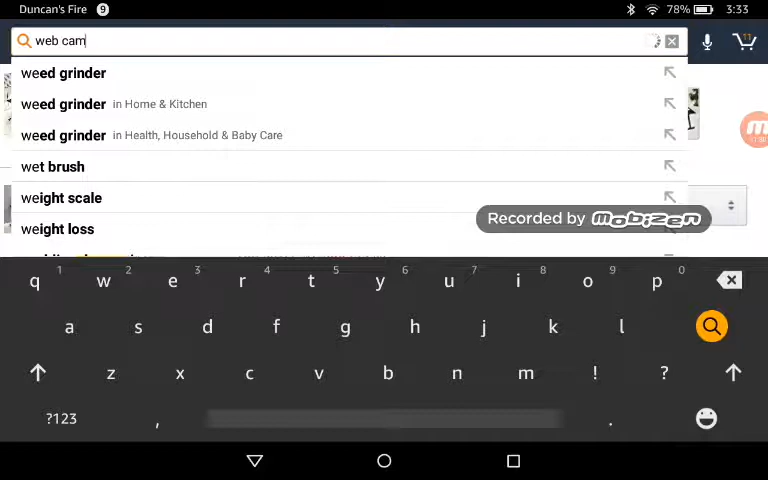 Duncan's Fire 9 78% 3:33
web cam 11
weed grinder
weed grinder in Home & Kitchen
weed grinder in Health, Household & Baby Care
wet brush
weight scale
Recorded by mobizen
weight loss
1 2 3 4 5 6 7 8 9 0
q w e r t y u i o p
a s d f g h j k l
z x c v b n m ! ?
?123 , .